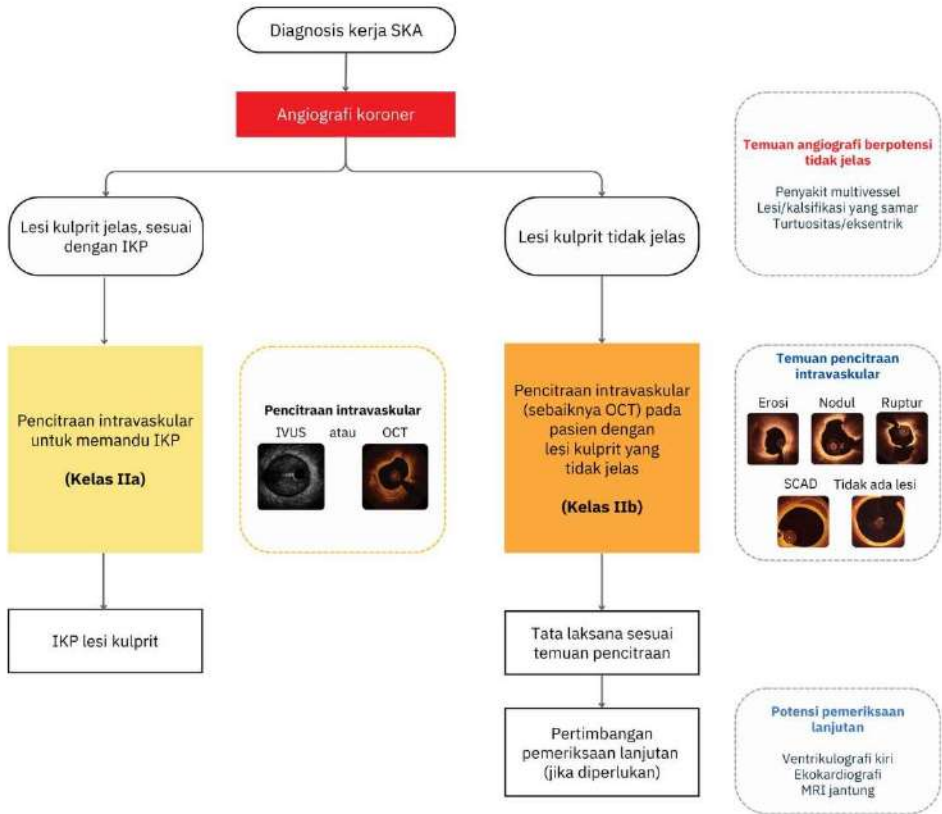 Diagnosis kerja SKA
Angiografi koroner
Temuan angiografi berpotensi
tidak jelas
Penyakit multivessel
Lesi/kalsifikasi yang samar
Turtuositas/eksentrik
Lesi kulprit jelas, sesuai
dengan IKP
Lesi kulprit tidak jelas
Pencitraan intravaskular
untuk memandu IKP
(Kelas IIa)
Pencitraan intravaskular
IVUS atau OCT
Pencitraan intravaskular
(sebaiknya OCT) pada
pasien dengan
lesi kulprit yang
tidak jelas
(Kelas IIb)
Temuan pencitraan
intravaskular
Erosi Nodul Ruptur
SCAD Tidak ada lesi
IKP lesi kulprit
Tata laksana sesuai
temuan pencitraan
Pertimbangan
pemeriksaan lanjutan
(jika diperlukan)
Potensi pemeriksaan
lanjutan
Ventrikulografi kiri
Ekokardiografi
MRI jantung